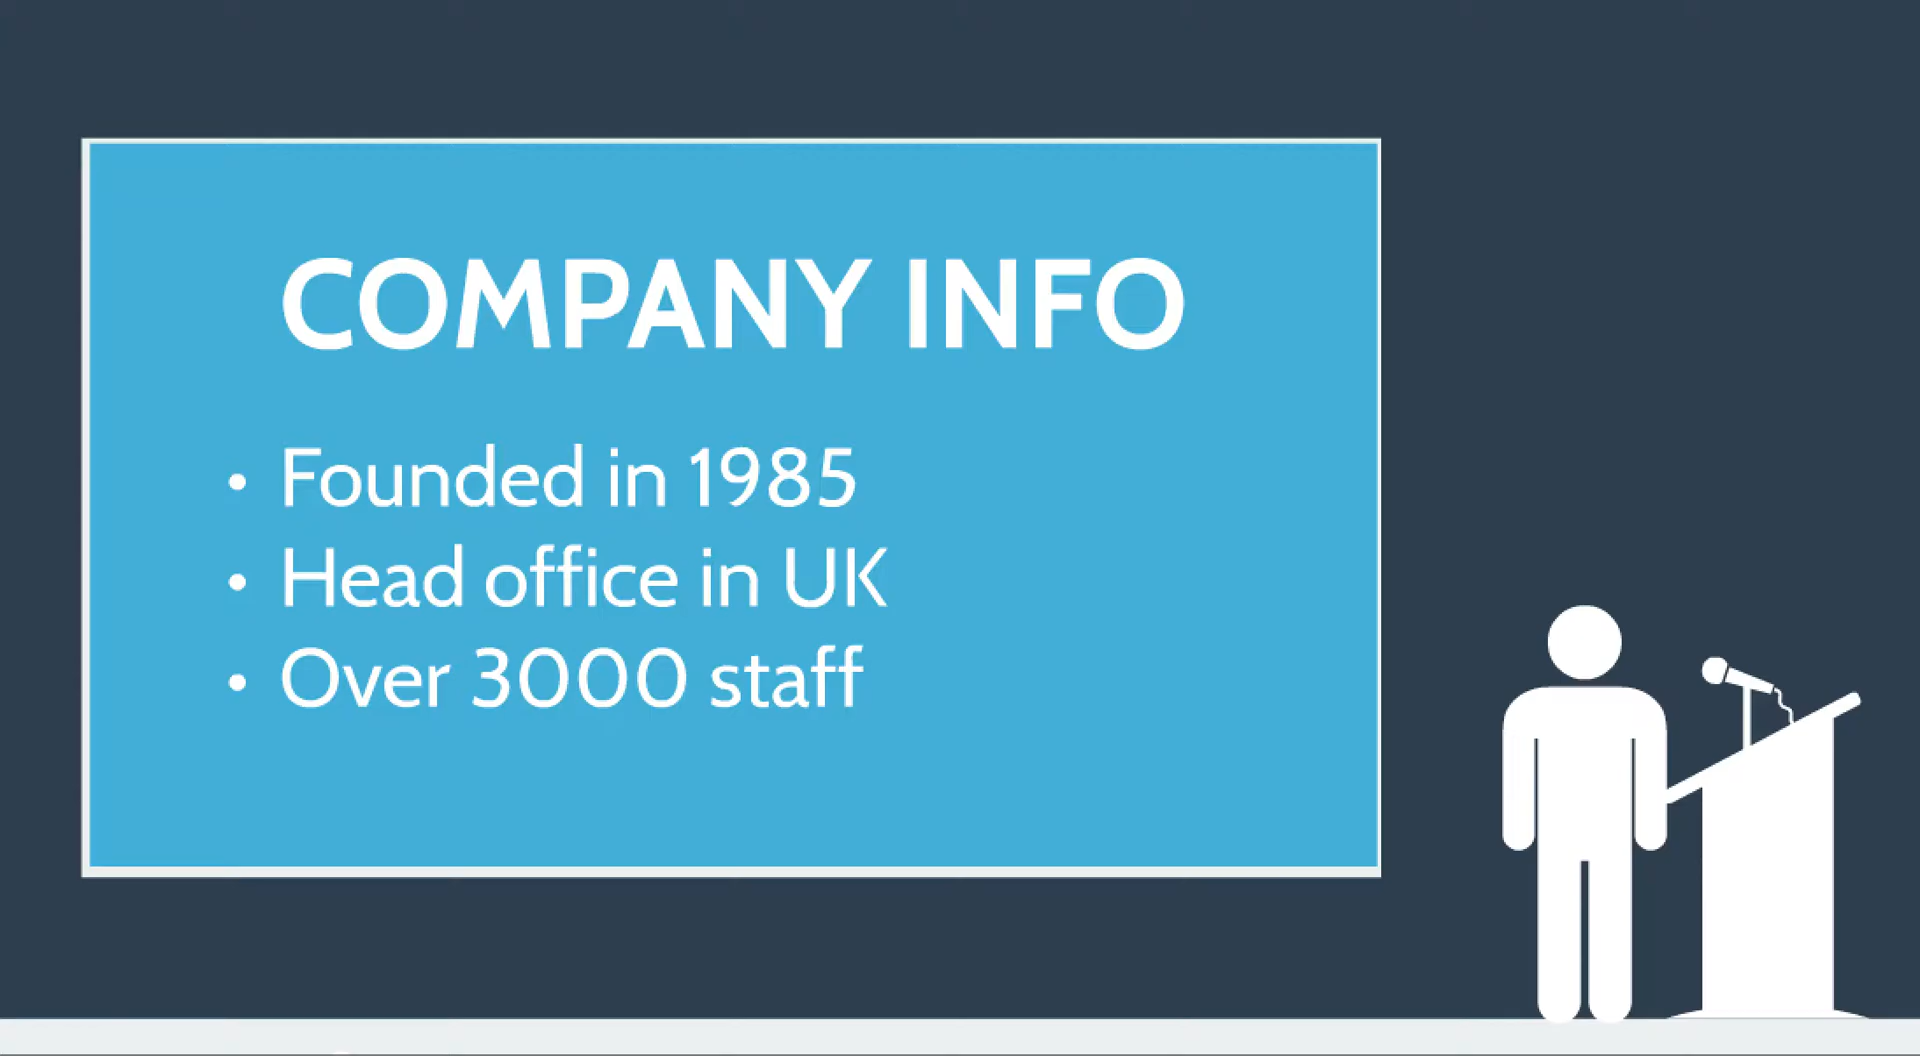 COMPANY INFO
• Founded in 1985
• Head office in UK
• Over 3000 staff